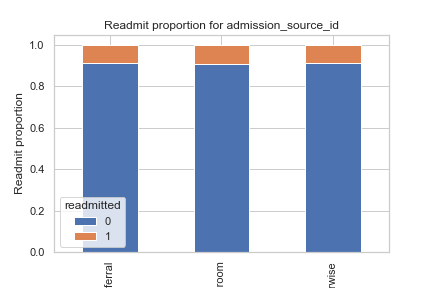 Readmit proportion for admission_source_id
Readmit proportion
1.0
0.8
0.6
0.4
0.2
0.0
readmitted
0
1
ferral
room
rwise